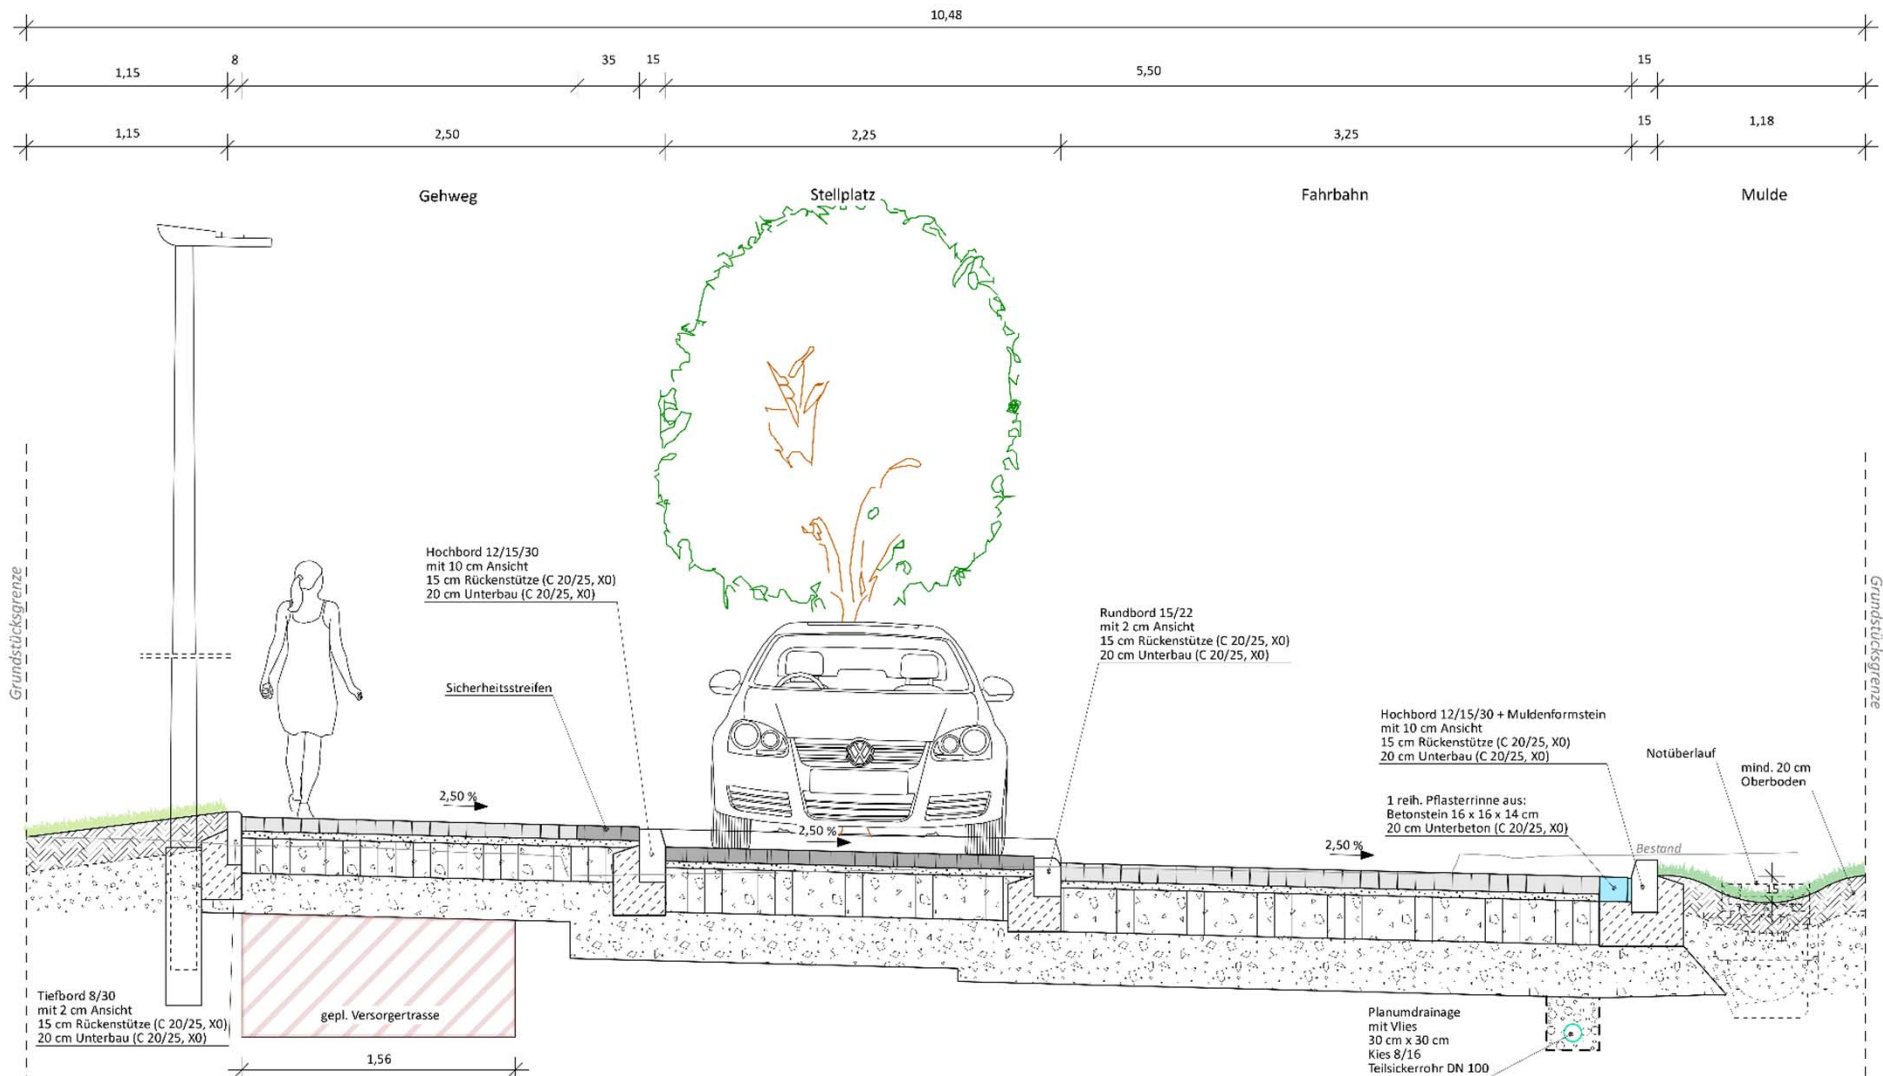 10,48
1,15
8
35
15
5,50
15
1,15
2,50
2,25
3,25
15
1,18
Gehweg
Stellplatz
Fahrbahn
Mulde
Grundstücksgrenze
Grundstücksgrenze
Hochbord 12/15/30
mit 10 cm Ansicht
15 cm Rückenstütze (C 20/25, X0)
20 cm Unterbau (C 20/25, X0)
Sicherheitsstreifen
Rundbord 15/22
mit 2 cm Ansicht
15 cm Rückenstütze (C 20/25, X0)
20 cm Unterbau (C 20/25, X0)
Hochbord 12/15/30 + Muldenformstein
mit 10 cm Ansicht
15 cm Rückenstütze (C 20/25, X0)
20 cm Unterbau (C 20/25, X0)
Notüberlauf
mind. 20 cm
Oberboden
1 reih. Pflasterrinne aus:
Betonstein 16 x 16 x 14 cm
20 cm Unterbeton (C 20/25, X0)
2,50 %
2,50 %
2,50 %
Bestand
15
Tiefbord 8/30
mit 2 cm Ansicht
15 cm Rückenstütze (C 20/25, X0)
20 cm Unterbau (C 20/25, X0)
gepl. Versorgertrasse
1,56
Planumdrainage
mit Vlies
30 cm x 30 cm
Kies 8/16
Teilsickerrohr DN 100